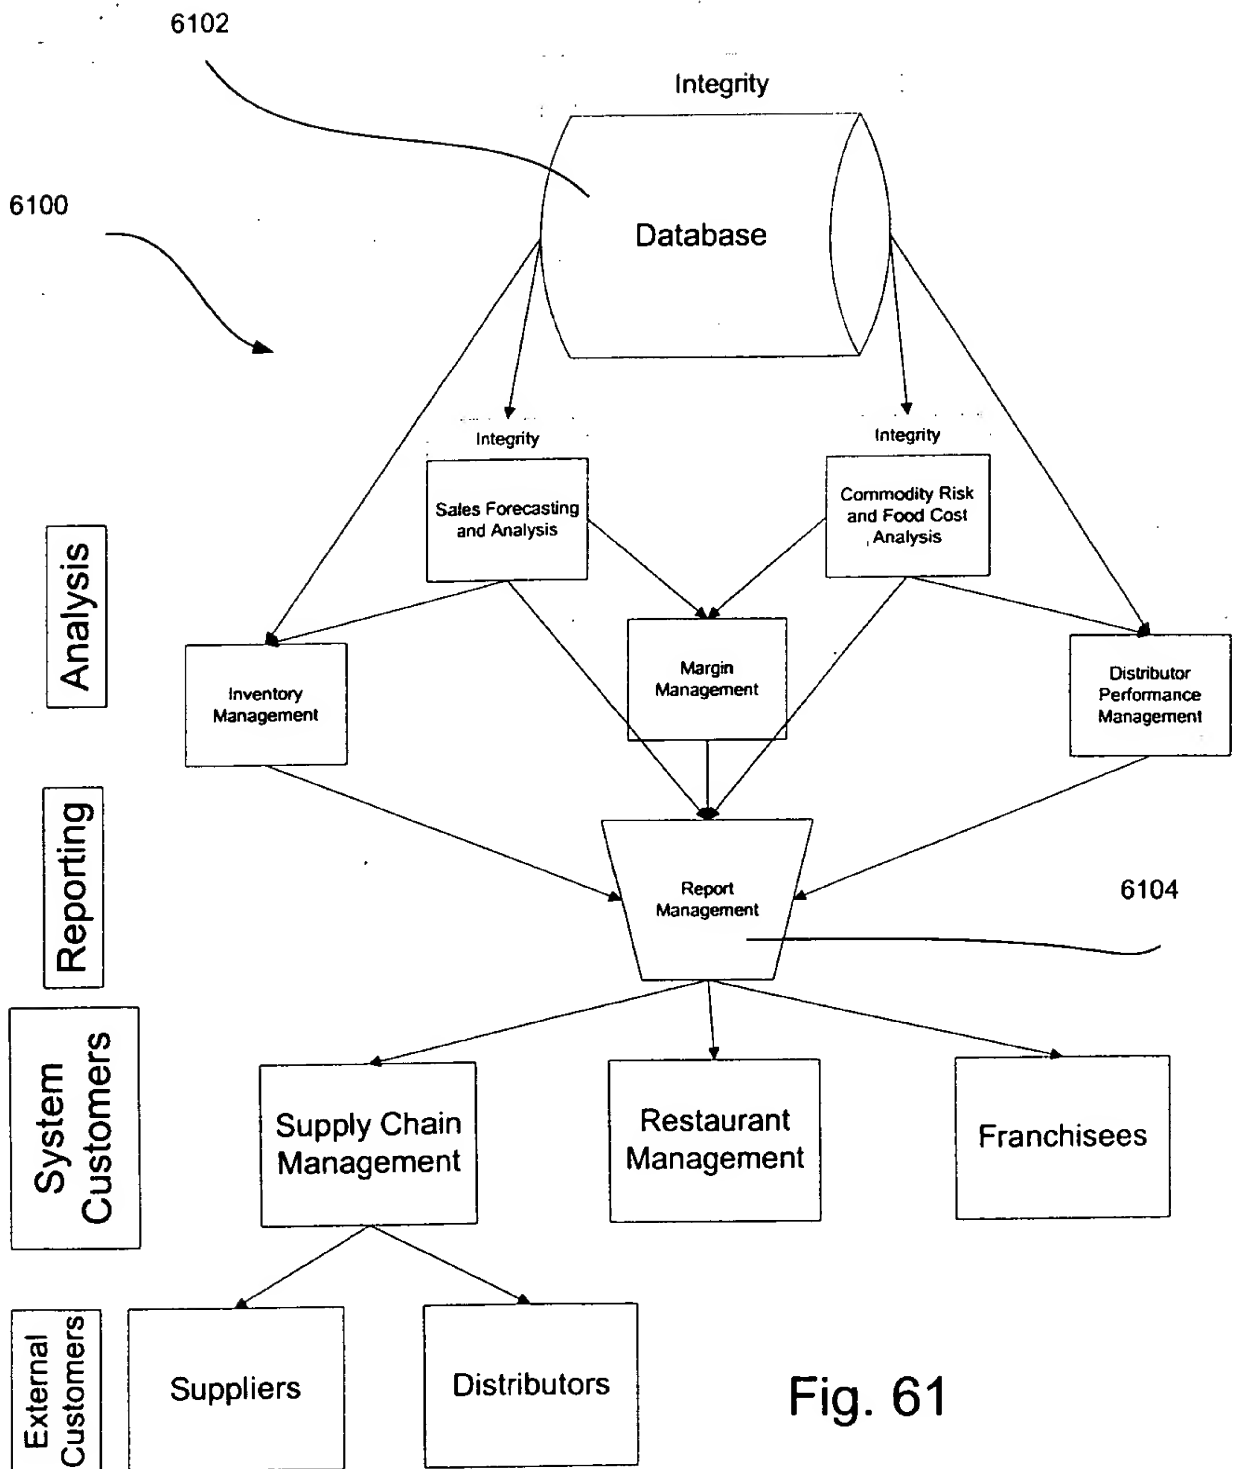 6102
Integrity
6100
Database
Integrity
Integrity
Sales Forecasting
and Analysis
Commodity Risk
and Food Cost
Analysis
Analysis
Inventory
Management
Margin
Management
Distributor
Performance
Management
Reporting
Report
Management
6104
System
Customers
Supply Chain
Management
Restaurant
Management
Franchisees
External
Customers
Suppliers
Distributors
Fig. 61